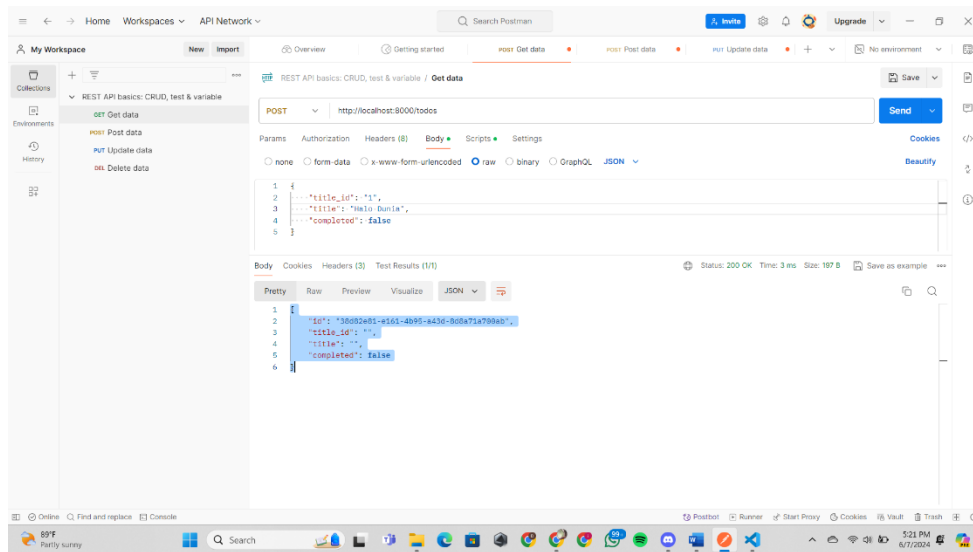 Home Workspaces API Network Search Postman Invite Upgrade
My Workspace New Import Overview Getting started POST Get data POST Post data PUT Update data No environment
Collections
Environments
History
REST API basics: CRUD, test & variable
GET Get data
POST Post data
PUT Update data
DEL Delete data
REST API basics: CRUD, test & variable / Get data Save
POST http://localhost:8000/todos Send
Params Authorization Headers (8) Body Scripts Settings Cookies
none form-data x-www-form-urlencoded raw binary GraphQL JSON Beautify
1 {
2 "title_id": "1",
3 "title": "Halo Dunia",
4 "completed": false
5 }
Body Cookies Headers (3) Test Results (1/1) Status: 200 OK Time: 3 ms Size: 197 B Save as example
Pretty Raw Preview Visualize JSON
1
2 "id":
3 "title_id": "",
4 "title": "",
5 "completed": false
6
Online Find and replace Console Postbot Runner Start Proxy Cookies Vault Trash
89°F
Partly sunny
Search
99+
5:21 PM
6/7/2024